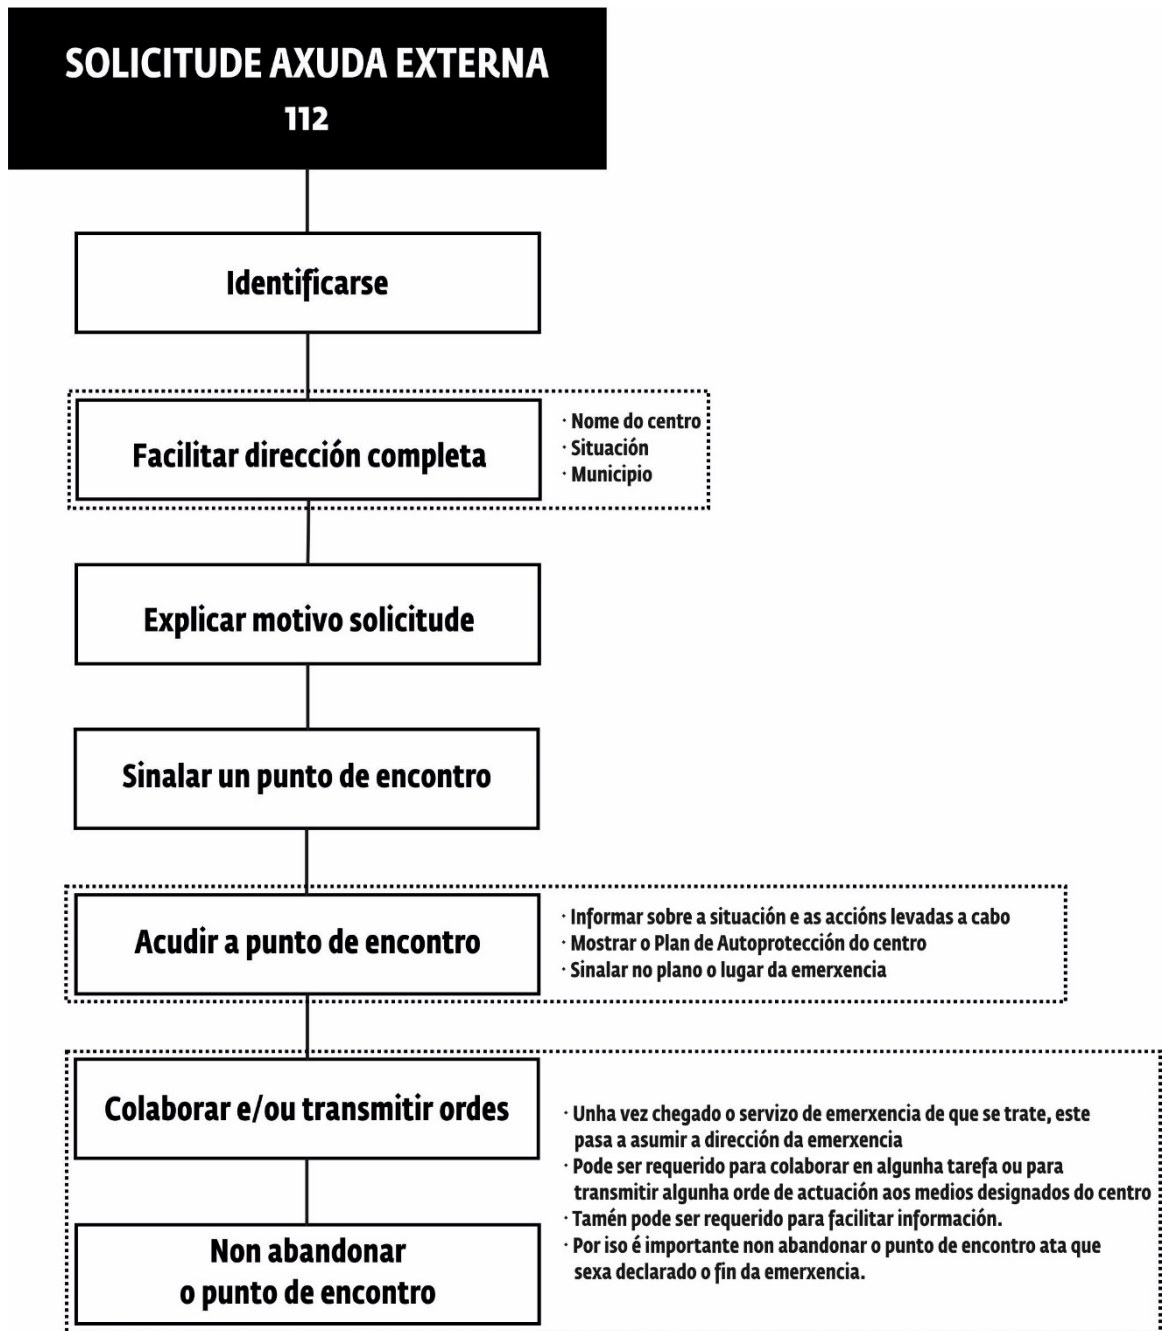 SOLICITUDE AXUDA EXTERNA
112
Identificarse
Facilitar dirección completa
· Nome do centro
· Situación
· Municipio
Explicar motivo solicitude
Sinalar un punto de encontro
Acudir a punto de encontro
· Informar sobre a situación e as accións levadas a cabo
· Mostrar o Plan de Autoprotección do centro
· Sinalar no plano o lugar da emerxencia
Colaborar e/ou transmitir ordes
· Unha vez chegado o servizo de emerxencia de que se trate, este
pasa a asumir a dirección da emerxencia
· Pode ser requerido para colaborar en algunha tarefa ou para
transmitir algunha orde de actuación aos medios designados do centro
· Tamén pode ser requerido para facilitar información.
· Por iso é importante non abandonar o punto de encontro ata que
sexa declarado o fin da emerxencia.
Non abandonar
o punto de encontro